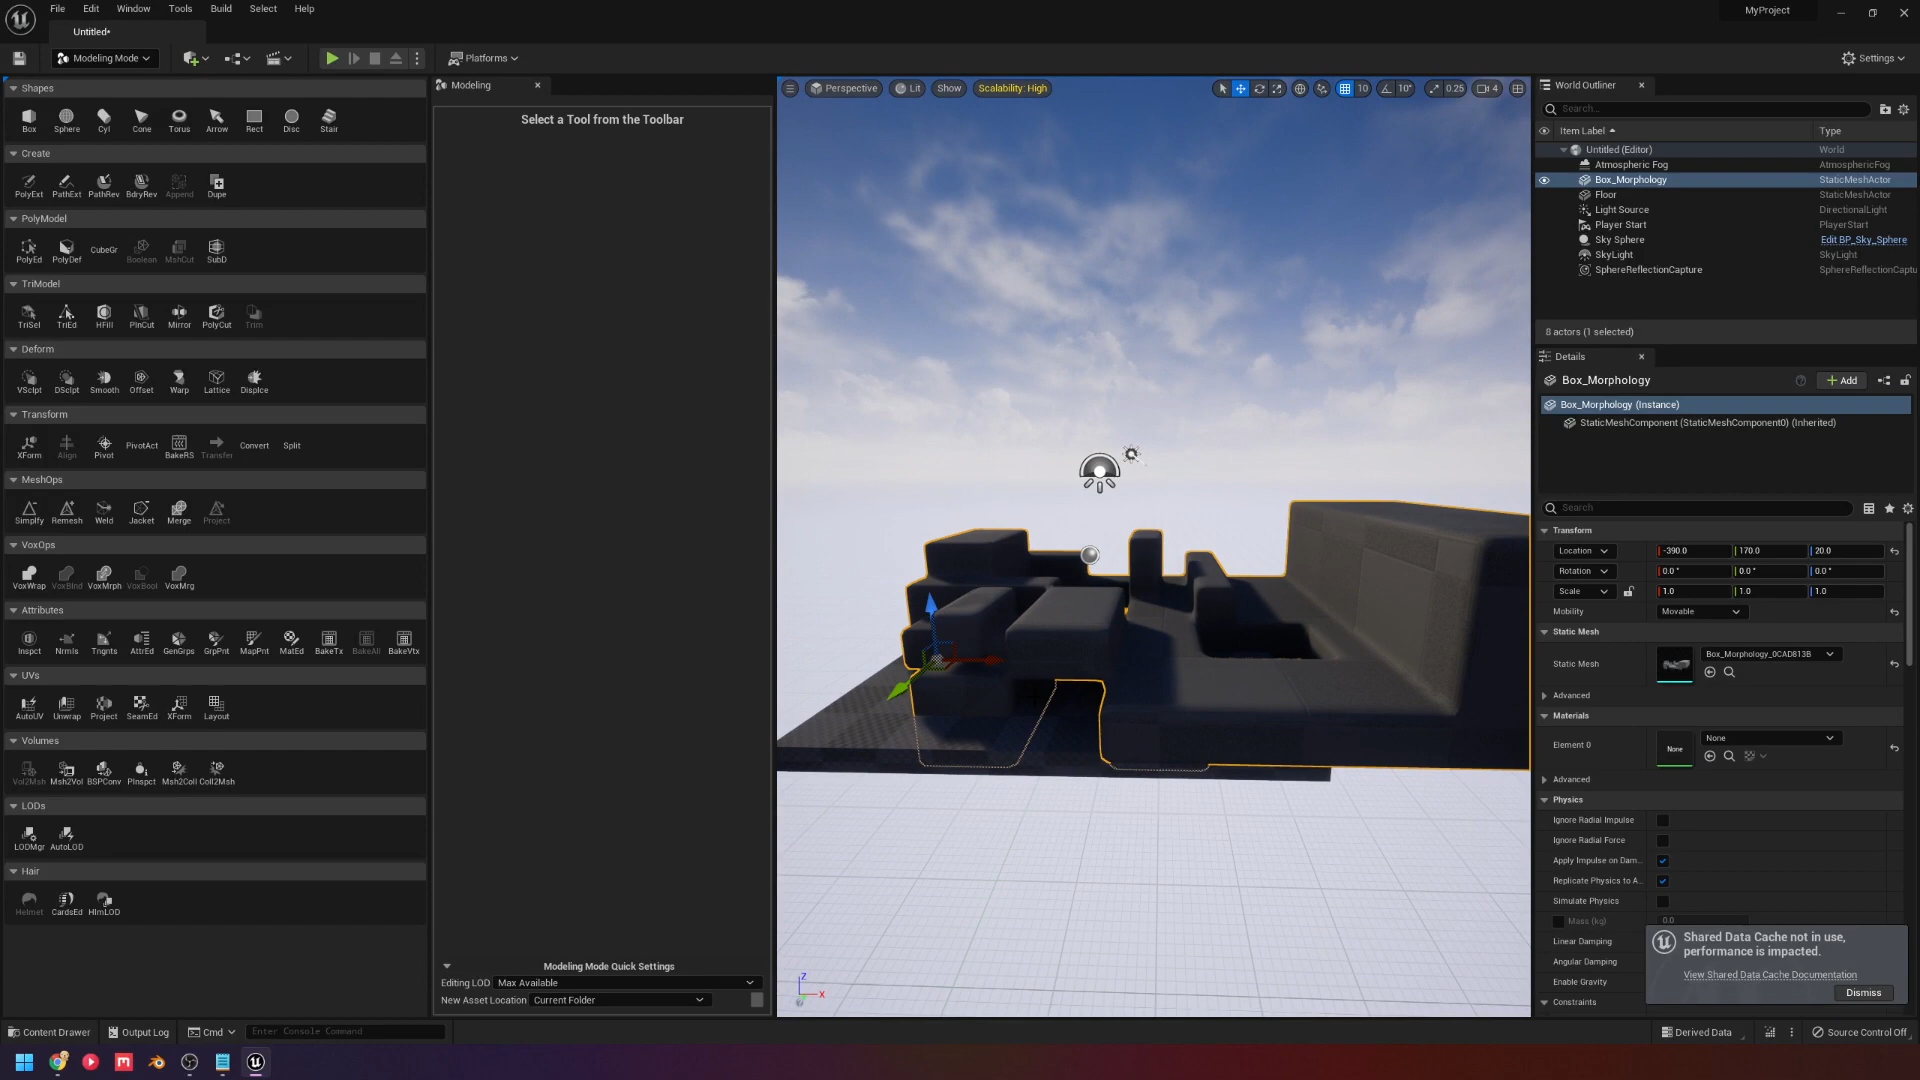 File Edit Window Tools Build Select Help
MyProject
Untitled*
Modeling Mode
Platforms
Settings
Shapes
Box Sphere Cyl Cone Torus Arrow Rect Disc Stair
Create
PolyExt PathExt PathRev BdryRev Append Dupe
PolyModel
PolyEd PolyDef CubeGr Boolean MshCut SubD
TriModel
TriSel TriEd HFill PlnCut Mirror PolyCut Trim
Deform
VSclpt DSclpt Smooth Offset Warp Lattice Displce
Transform
XForm Align Pivot PivotAct BakeRS Transfer Convert Split
MeshOps
Simplfy Remesh Weld Jacket Merge Project
VoxOps
VoxWrap VoxBlnd VoxMrph VoxBool VoxMrg
Attributes
Inspct Nrmls Tngnts AttrEd GenGrps GrpPnt MapPnt MatEd BakeTx BakeAll BakeVtx
UVs
AutoUV Unwrap Project SeamEd XForm Layout
Volumes
Vol2Msh Msh2Vol BSPConv PInspct Msh2Coll Coll2Msh
LODs
LODMgr AutoLOD
Hair
Helmet CardsEd HlmLOD
Modeling
Select a Tool from the Toolbar
Modeling Mode Quick Settings
Editing LOD Max Available
New Asset Location Current Folder
Perspective Lit Show Scalability: High
10 10° 0.25 4
Z
X
World Outliner
Search...
Item Label Type
Untitled (Editor) World
Atmospheric Fog AtmosphericFog
Box_Morphology StaticMeshActor
Floor StaticMeshActor
Light Source DirectionalLight
Player Start PlayerStart
Sky Sphere Edit BP_Sky_Sphere
SkyLight SkyLight
SphereReflectionCapture SphereReflectionCaptu
8 actors (1 selected)
Details
Box_Morphology
Add
Box_Morphology (Instance)
StaticMeshComponent (StaticMeshComponent0) (Inherited)
Search
Transform
Location -390.0 170.0 20.0
Rotation 0.0° 0.0° 0.0°
Scale 1.0 1.0 1.0
Mobility Movable
Static Mesh
Static Mesh Box_Morphology_0CAD813B
Advanced
Materials
Element 0 None None
Advanced
Physics
Ignore Radial Impulse
Ignore Radial Force
Apply Impulse on Dam...
Replicate Physics to A...
Simulate Physics
Mass (kg) 0.0
Linear Damping
Angular Damping
Enable Gravity
Constraints
Shared Data Cache not in use,
performance is impacted.
View Shared Data Cache Documentation
Dismiss
Content Drawer Output Log Cmd Enter Console Command
Derived Data Source Control Off